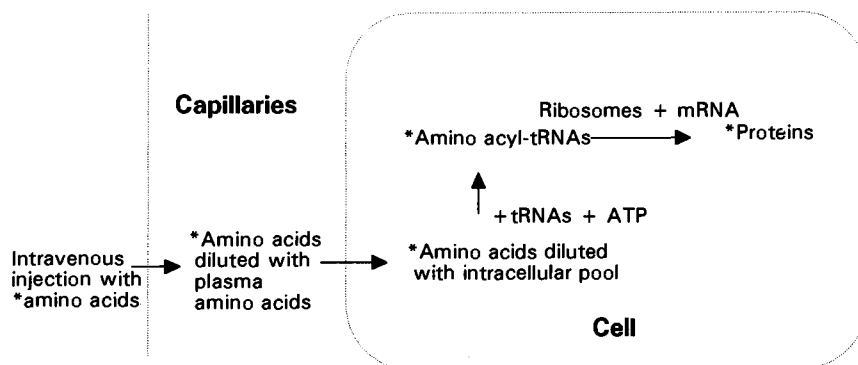 Capillaries
Ribosomes + mRNA
*Amino acyl-tRNAs
*Proteins
+tRNAs + ATP
Intravenous
injection with
*amino acids
*Amino acids
diluted with
plasma
amino acids
*Amino acids diluted
with intracellular pool
Cell